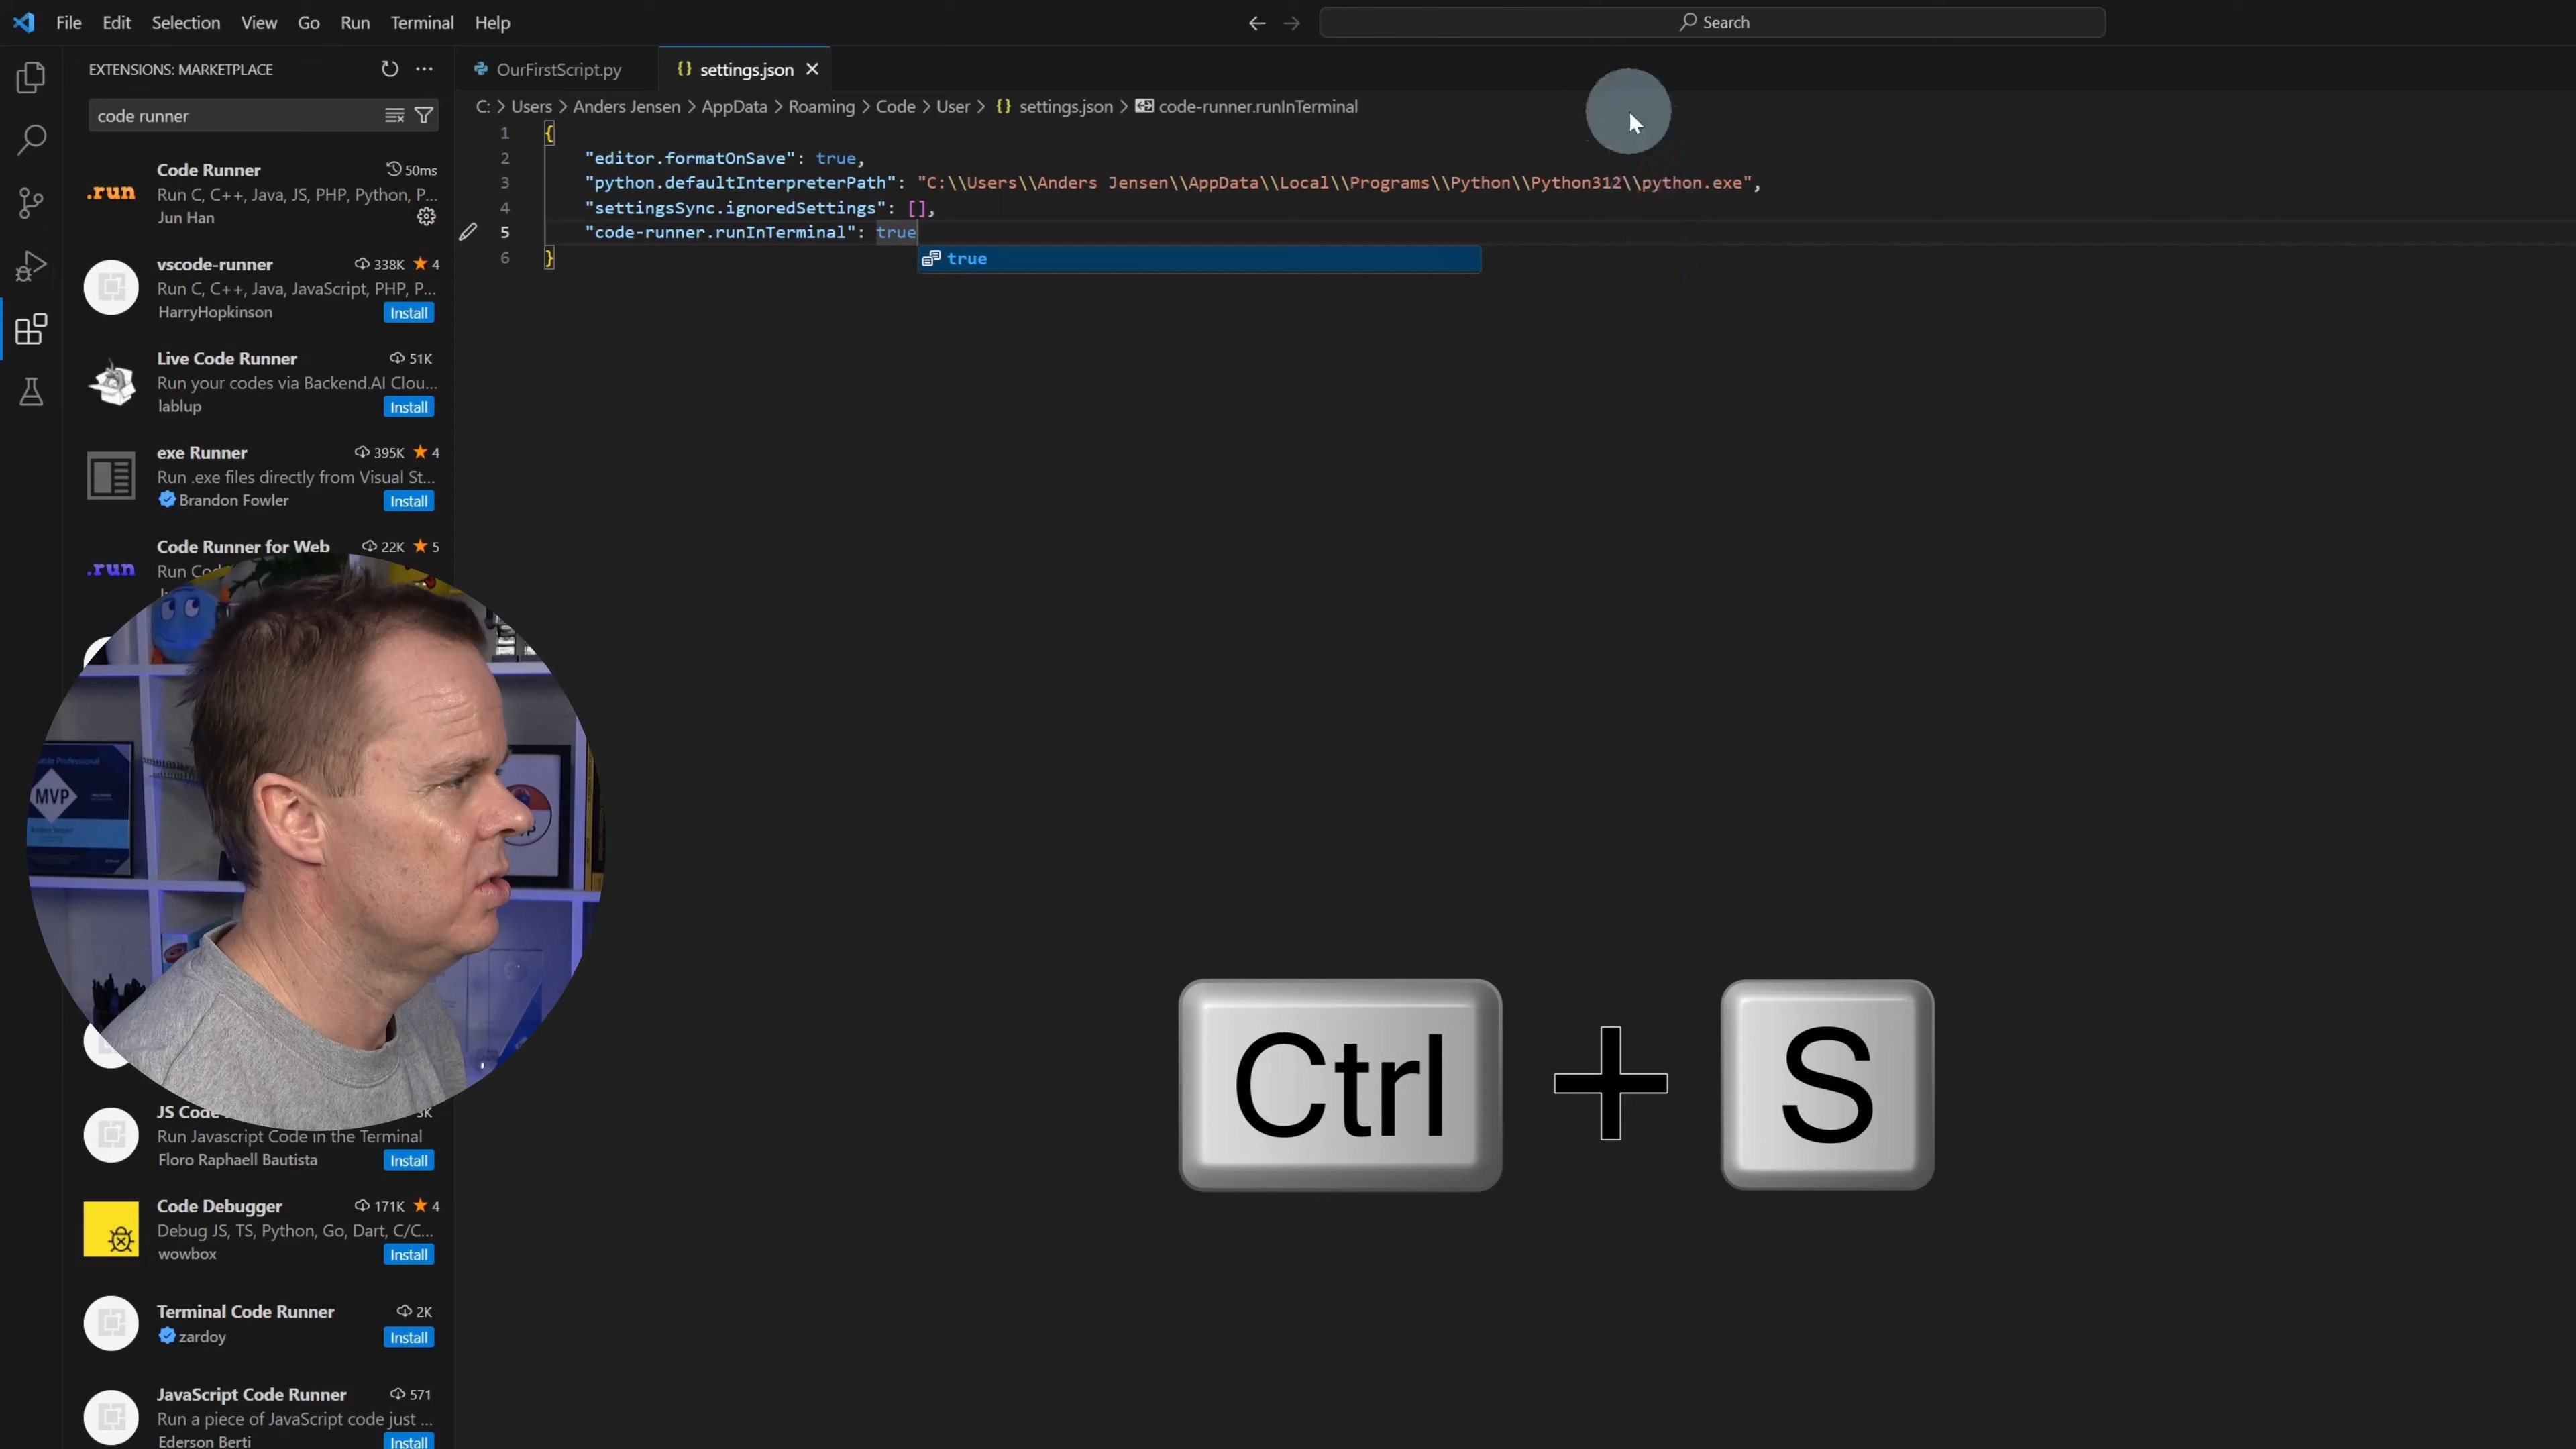 File Edit Selection View Go Run Terminal Help
Search
EXTENSIONS: MARKETPLACE
code runner
.run
Code Runner 50ms
Run C, C++, Java, JS, PHP, Python, P...
Jun Han
vscode-runner 338K 4
Run C, C++, Java, JavaScript, PHP, P...
HarryHopkinson Install
Live Code Runner 51K
Run your codes via Backend.AI Clou...
lablup Install
exe Runner 395K 4
Run .exe files directly from Visual St...
Brandon Fowler Install
.run
Code Runner for Web 22K 5
Run Cod
MVP
JS Code
Run Javascript Code in the Terminal
Floro Raphaell Bautista Install
Code Debugger 171K 4
Debug JS, TS, Python, Go, Dart, C/C...
wowbox Install
Terminal Code Runner 2K
zardoy Install
JavaScript Code Runner 571
Run a piece of JavaScript code just ...
Ederson Berti Install
OurFirstScript.py {} settings.json
C: > Users > Anders Jensen > AppData > Roaming > Code > User > {} settings.json > code-runner.runInTerminal
1 {
2 "editor.formatOnSave": true,
3 "python.defaultInterpreterPath": "C:\\Users\\Anders Jensen\\AppData\\Local\\Programs\\Python\\Python312\\python.exe",
4 "settingsSync.ignoredSettings": [],
5 "code-runner.runInTerminal": true
true
6 }
Ctrl + S